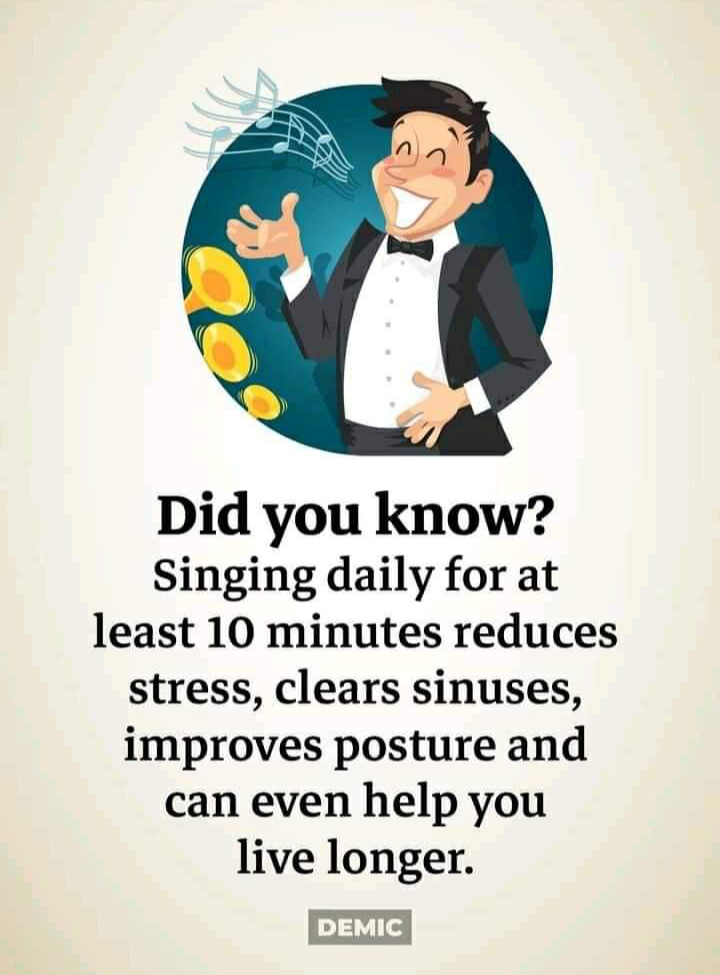 Did you know?
Singing daily for at
least 10 minutes reduces
stress, clears sinuses,
improves posture and
can even help you
live longer.
DEMIC